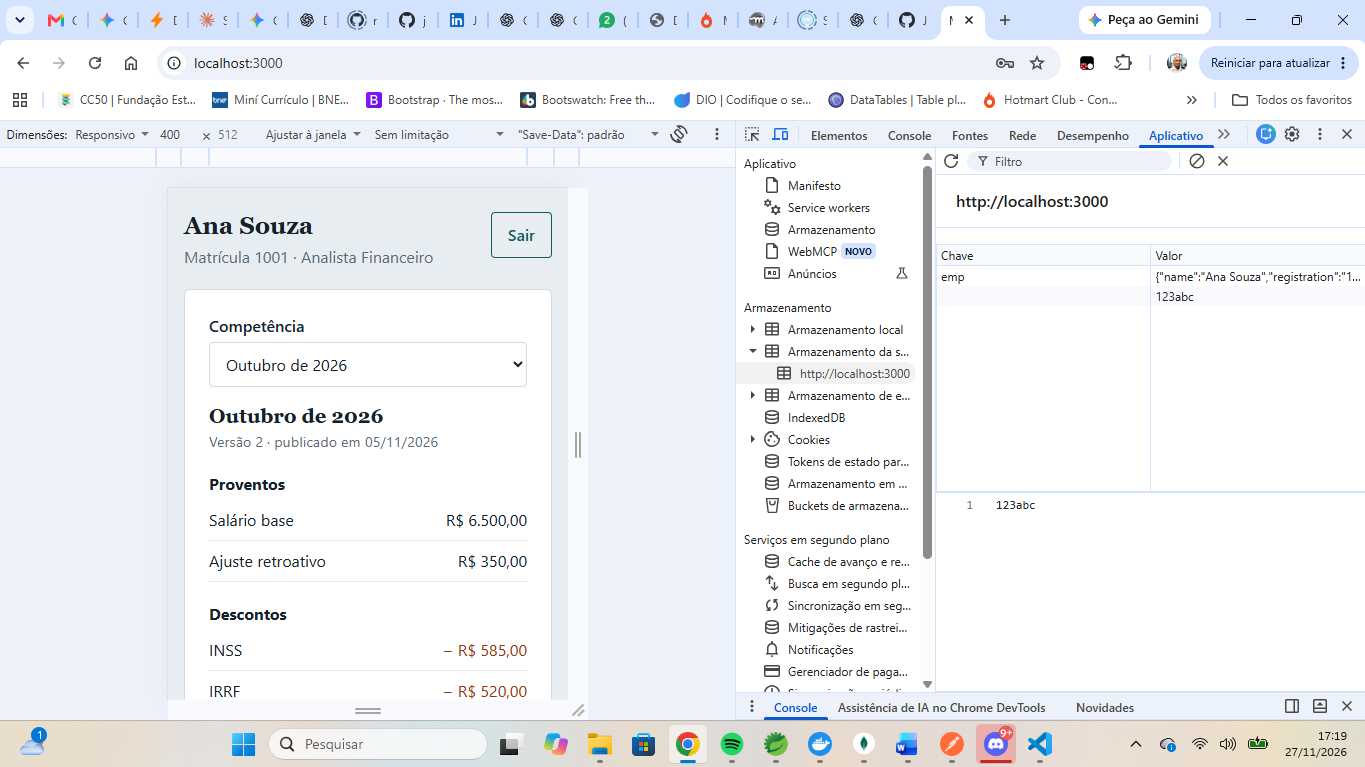 Peça ao Gemini
localhost:3000
Reiniciar para atualizar
CC50 | Fundação Est...
Miní Currículo | BNE...
Bootstrap · The mos...
Bootswatch: Free th...
DIO | Codifique o se...
DataTables | Table pl...
Hotmart Club - Con...
Todos os favoritos
Dimensões: Responsivo 400 × 512 Ajustar à janela Sem limitação "Save-Data": padrão
Elementos Console Fontes Rede Desempenho Aplicativo
Ana Souza
Matrícula 1001 · Analista Financeiro
Sair
Competência
Outubro de 2026
Outubro de 2026
Versão 2 · publicado em 05/11/2026
Proventos
Salário base R$ 6.500,00
Ajuste retroativo R$ 350,00
Descontos
INSS – R$ 585,00
IRRF – R$ 520,00
Aplicativo
Manifesto
Service workers
Armazenamento
WebMCP NOVO
Anúncios
Armazenamento
Armazenamento local
Armazenamento da s...
http://localhost:3000
Armazenamento de e...
IndexedDB
Cookies
Tokens de estado par...
Armazenamento em ...
Buckets de armazena...
Serviços em segundo plano
Cache de avanço e re...
Busca em segundo pl...
Sincronização em seg...
Mitigações de rastrei...
Notificações
Gerenciador de paga...
Filtro
http://localhost:3000
Chave Valor
emp {"name":"Ana Souza","registration":"1...
123abc
1 123abc
Console Assistência de IA no Chrome DevTools Novidades
1
Pesquisar
9+
17:19
27/11/2026